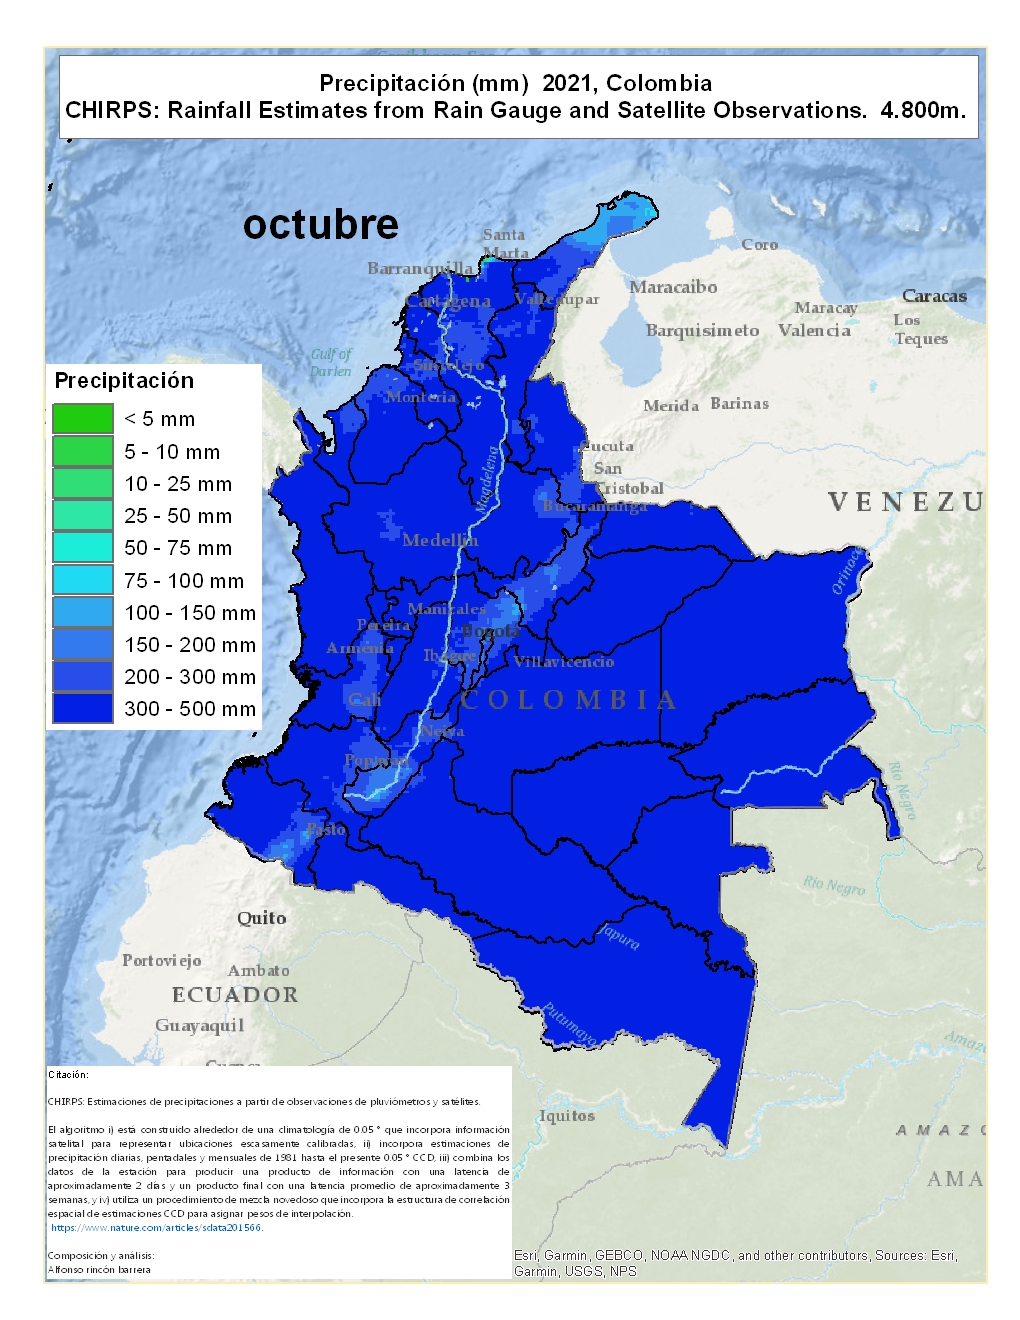 Precipitación (mm)  2021, Colombia
CHIRPS: Rainfall Estimates from Rain Gauge and Satellite Observations.  4.800m.
octubre
Santa
Marta
Barranquilla
Coro
Cartagena
Valledupar
Maracaibo
Caracas
Maracay
Barquisimeto
Valencia
Los
Teques
Gulf of
Darien
Sincelejo
Monteria
Merida
Barinas
Cucuta
San
Cristobal
Bucaramanga
VENEZU
Magdelena
Medellin
Orinoco
Manizales
Pereira
Bogota
Armenia
Ibague
Villavicencio
Cali
COLOMBIA
Neiva
Popayan
Rio Negro
Pasto
Rio Negro
Quito
Japura
Portoviejo
Ambato
ECUADOR
Guayaquil
Putumayo
Iquitos
AMAZO
AMA
Precipitación
< 5 mm
5 - 10 mm
10 - 25 mm
25 - 50 mm
50 - 75 mm
75 - 100 mm
100 - 150 mm
150 - 200 mm
200 - 300 mm
300 - 500 mm
Citación:
CHIRPS: Estimaciones de precipitaciones a partir de observaciones de pluviómetros y satélites.
El algoritmo i) está construido alrededor de una climatología de 0.05 ° que incorpora información
satelital para representar ubicaciones escasamente calibradas, ii) incorpora estimaciones de
precipitación diarias, pentadales y mensuales de 1981 hasta el presente 0.05 ° CCD, iii) combina los
datos de la estación para producir una producto de información con una latencia de
aproximadamente 2 días y un producto final con una latencia promedio de aproximadamente 3
semanas, y iv) utiliza un procedimiento de mezcla novedoso que incorpora la estructura de correlación
espacial de estimaciones CCD para asignar pesos de interpolación.
https://www.nature.com/articles/sdata201566.
Composición y análisis:
Alfonso rincón barrera
Esri, Garmin, GEBCO, NOAA NGDC, and other contributors, Sources: Esri,
Garmin, USGS, NPS